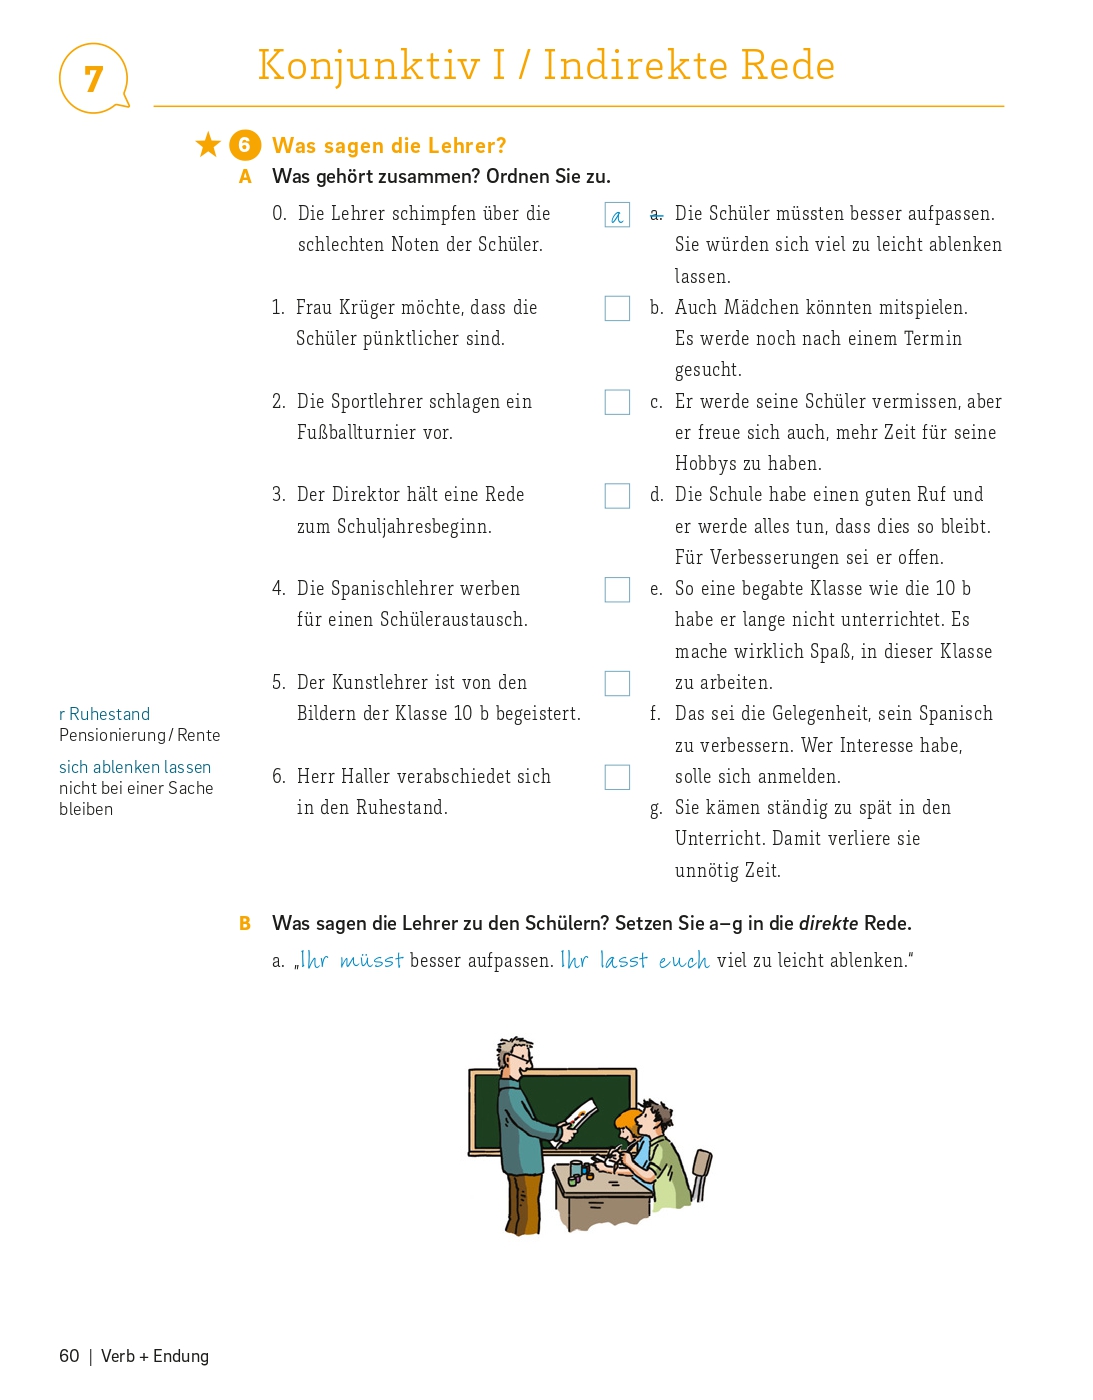 7
Konjunktiv I / Indirekte Rede
6 Was sagen die Lehrer?
A Was gehört zusammen? Ordnen Sie zu.
0. Die Lehrer schimpfen über die
schlechten Noten der Schüler.
a
a. Die Schüler müssten besser aufpassen.
Sie würden sich viel zu leicht ablenken
lassen.
1. Frau Krüger möchte, dass die
Schüler pünktlicher sind.
b. Auch Mädchen könnten mitspielen.
Es werde noch nach einem Termin
gesucht.
2. Die Sportlehrer schlagen ein
Fußballturnier vor.
c. Er werde seine Schüler vermissen, aber
er freue sich auch, mehr Zeit für seine
Hobbys zu haben.
3. Der Direktor hält eine Rede
zum Schuljahresbeginn.
d. Die Schule habe einen guten Ruf und
er werde alles tun, dass dies so bleibt.
Für Verbesserungen sei er offen.
4. Die Spanischlehrer werben
für einen Schüleraustausch.
e. So eine begabte Klasse wie die 10 b
habe er lange nicht unterrichtet. Es
mache wirklich Spaß, in dieser Klasse
zu arbeiten.
5. Der Kunstlehrer ist von den
Bildern der Klasse 10 b begeistert.
f. Das sei die Gelegenheit, sein Spanisch
zu verbessern. Wer Interesse habe,
solle sich anmelden.
6. Herr Haller verabschiedet sich
in den Ruhestand.
g. Sie kämen ständig zu spät in den
Unterricht. Damit verliere sie
unnötig Zeit.
r Ruhestand
Pensionierung / Rente
sich ablenken lassen
nicht bei einer Sache
bleiben
B Was sagen die Lehrer zu den Schülern? Setzen Sie a–g in die direkte Rede.
a. „Ihr müsst besser aufpassen. Ihr lasst euch viel zu leicht ablenken.“
60 | Verb + Endung